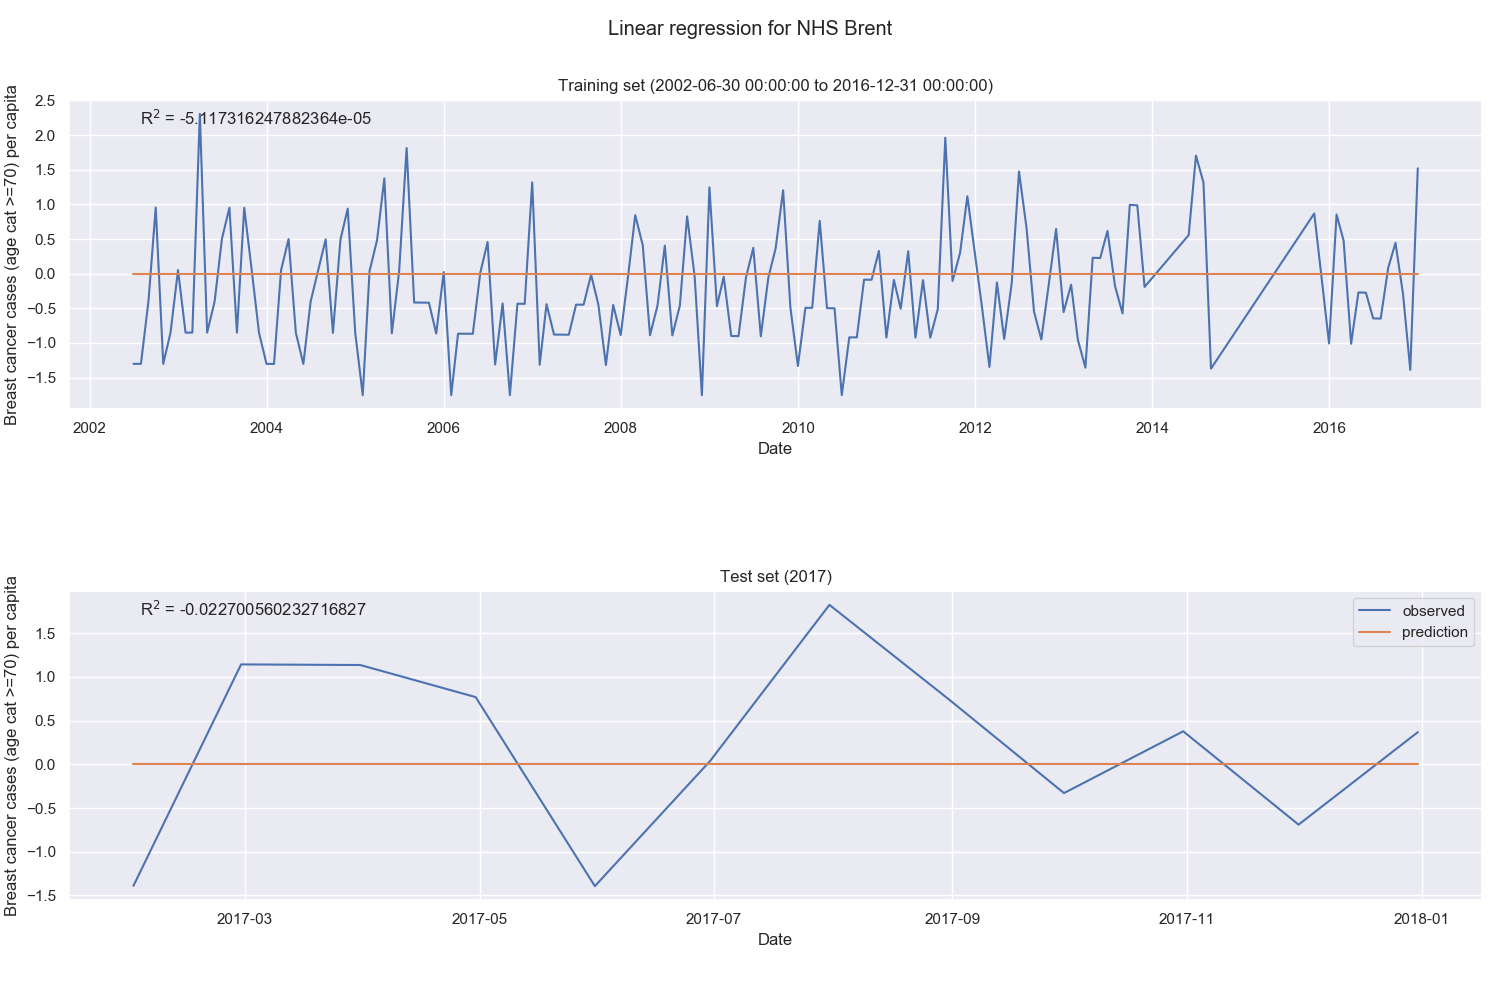 Linear regression for NHS Brent
Training set (2002-06-30 00:00:00 to 2016-12-31 00:00:00)
Breast cancer cases (age cat >=70) per capita
R² = -5.117316247882364e-05
2.5
2.0
1.5
1.0
0.5
0.0
−0.5
−1.0
−1.5
2002 2004 2006 2008 2010 2012 2014 2016
Date
Test set (2017)
Breast cancer cases (age cat >=70) per capita
R² = -0.022700560232716827
observed
prediction
1.5
1.0
0.5
0.0
−0.5
−1.0
−1.5
2017-03 2017-05 2017-07 2017-09 2017-11 2018-01
Date